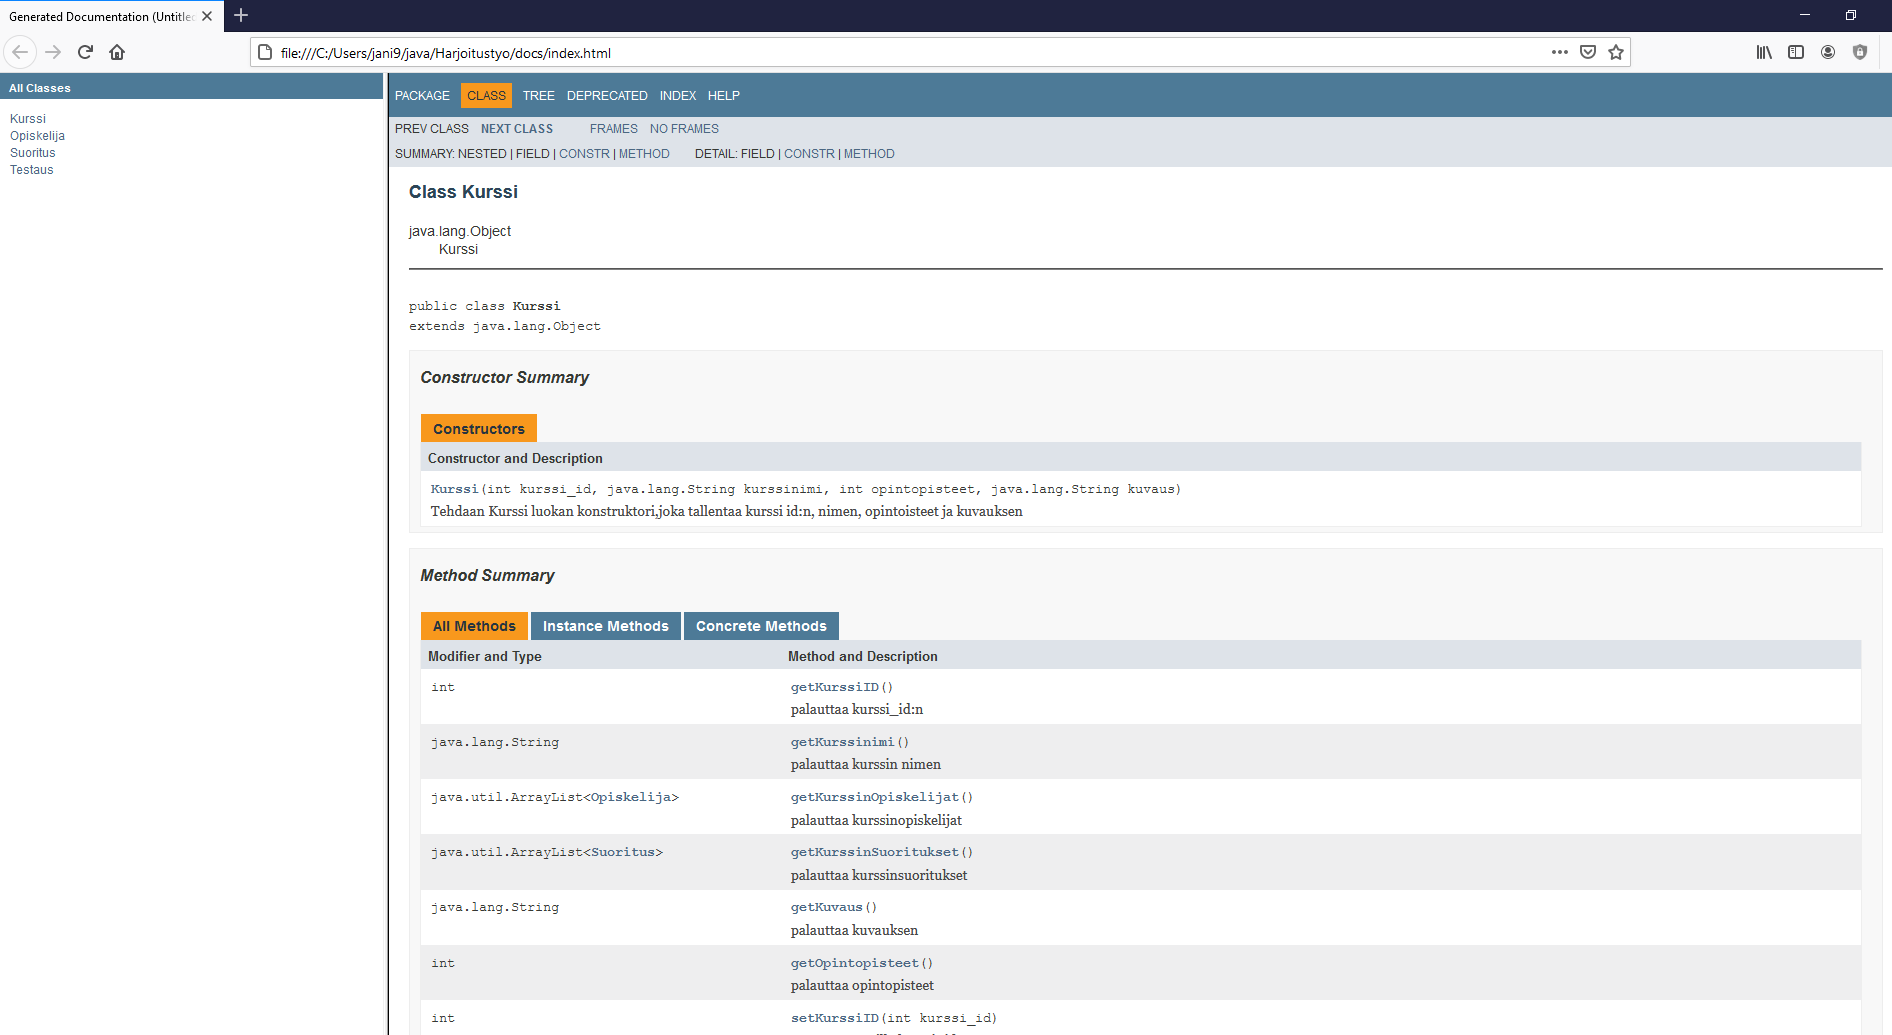 Generated Documentation (Untitled
file:///C:/Users/jani9/java/Harjoitustyo/docs/index.html
All Classes
Kurssi
Opiskelija
Suoritus
Testaus
PACKAGE CLASS TREE DEPRECATED INDEX HELP
PREV CLASS NEXT CLASS FRAMES NO FRAMES
SUMMARY: NESTED | FIELD | CONSTR | METHOD DETAIL: FIELD | CONSTR | METHOD
Class Kurssi
java.lang.Object
Kurssi
public class Kurssi
extends java.lang.Object
Constructor Summary
Constructors
Constructor and Description
Kurssi(int kurssi_id, java.lang.String kurssinimi, int opintopisteet, java.lang.String kuvaus)
Tehdaan Kurssi luokan konstruktori,joka tallentaa kurssi id:n, nimen, opintoisteet ja kuvauksen
Method Summary
All Methods Instance Methods Concrete Methods
Modifier and Type Method and Description
int getKurssiID()
palauttaa kurssi_id:n
java.lang.String getKurssinimi()
palauttaa kurssin nimen
java.util.ArrayList<Opiskelija> getKurssinOpiskelijat()
palauttaa kurssinopiskelijat
java.util.ArrayList<Suoritus> getKurssinSuoritukset()
palauttaa kurssinsuoritukset
java.lang.String getKuvaus()
palauttaa kuvauksen
int getOpintopisteet()
palauttaa opintopisteet
int setKurssiID(int kurssi_id)